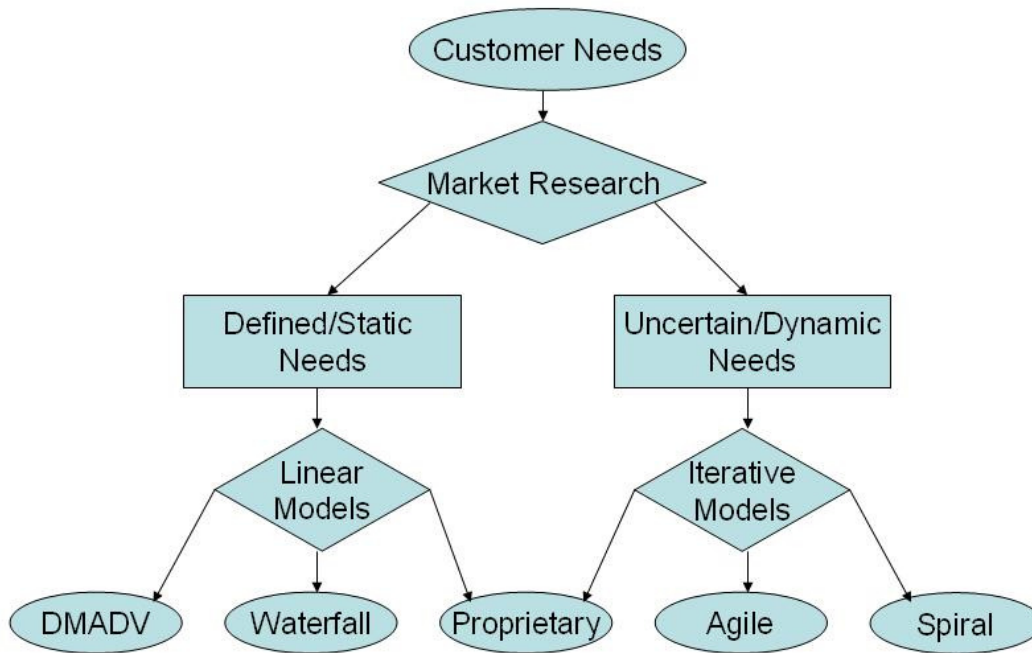 Customer Needs
Market Research
Defined/Static
Needs
Uncertain/Dynamic
Needs
Linear
Models
Iterative
Models
DMADV
Waterfall
Proprietary
Agile
Spiral